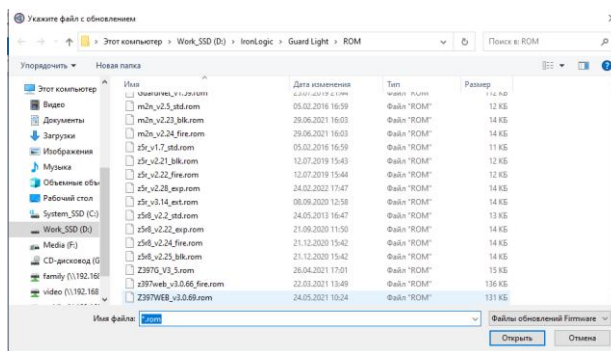 Укажите файл с обновлением
Этот компьютер > Work_SSD (D:) > IronLogic > Guard Light > ROM
Поиск в: ROM
Упорядочить Новая папка
Имя Дата изменения Тип Размер
Этот компьютер
Видео
Документы
Загрузки
Изображения
Музыка
Объемные объ
Рабочий стол
System_SSD (C:)
Work_SSD (D:)
Media (F:)
CD-дисковод (G
family (\\192.168
video (\\192.168
m2n_v2.5_std.rom 05.02.2016 16:59 Файл "ROM" 12 КБ
m2n_v2.23_blk.rom 29.06.2021 16:03 Файл "ROM" 14 КБ
m2n_v2.24_fire.rom 29.06.2021 16:03 Файл "ROM" 14 КБ
z5r_v1.7_std.rom 05.02.2016 16:59 Файл "ROM" 11 КБ
z5r_v2.21_blk.rom 12.07.2019 15:43 Файл "ROM" 12 КБ
z5r_v2.22_fire.rom 12.07.2019 15:44 Файл "ROM" 12 КБ
z5r_v2.28_exp.rom 24.02.2022 17:47 Файл "ROM" 14 КБ
z5r_v3.14_ext.rom 08.09.2020 12:58 Файл "ROM" 14 КБ
z5r8_v2.2_std.rom 24.05.2013 16:47 Файл "ROM" 13 КБ
z5r8_v2.22_exp.rom 21.09.2020 11:50 Файл "ROM" 14 КБ
z5r8_v2.24_fire.rom 21.12.2020 15:42 Файл "ROM" 14 КБ
z5r8_v2.25_blk.rom 21.12.2020 15:42 Файл "ROM" 14 КБ
Z397G_V3_5.rom 26.04.2021 17:01 Файл "ROM" 15 КБ
z397web_v3.0.66_fire.rom 22.03.2021 13:49 Файл "ROM" 136 КБ
Z397WEB_v3.0.69.rom 24.05.2021 10:24 Файл "ROM" 131 КБ
Имя файла: *.rom
Файлы обновлений Firmware
Открыть Отмена